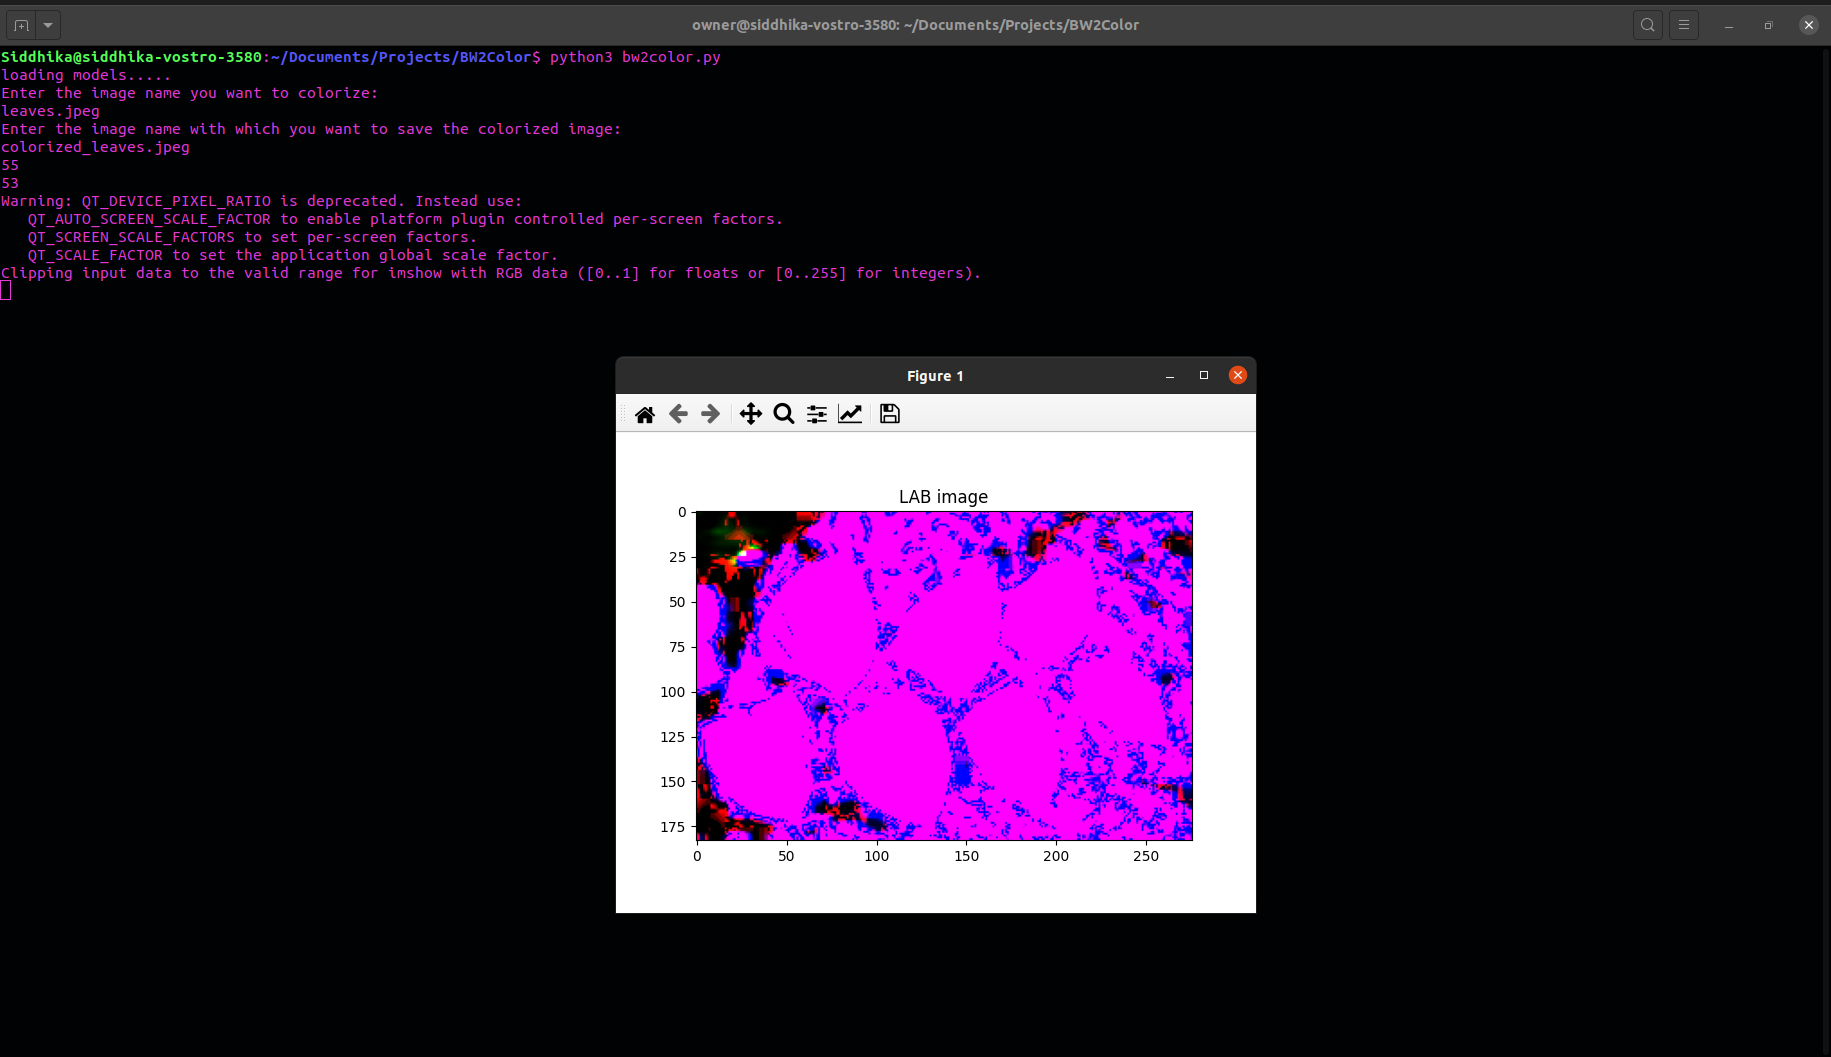 owner@siddhika-vostro-3580: ~/Documents/Projects/BW2Color
Siddhika@siddhika-vostro-3580:~/Documents/Projects/BW2Color$ python3 bw2color.py
loading models.....
Enter the image name you want to colorize:
leaves.jpeg
Enter the image name with which you want to save the colorized image:
colorized_leaves.jpeg
55
53
Warning: QT_DEVICE_PIXEL_RATIO is deprecated. Instead use:
   QT_AUTO_SCREEN_SCALE_FACTOR to enable platform plugin controlled per-screen factors.
   QT_SCREEN_SCALE_FACTORS to set per-screen factors.
   QT_SCALE_FACTOR to set the application global scale factor.
Clipping input data to the valid range for imshow with RGB data ([0..1] for floats or [0..255] for integers).
Figure 1
LAB image
0
25
50
75
100
125
150
175
0 50 100 150 200 250